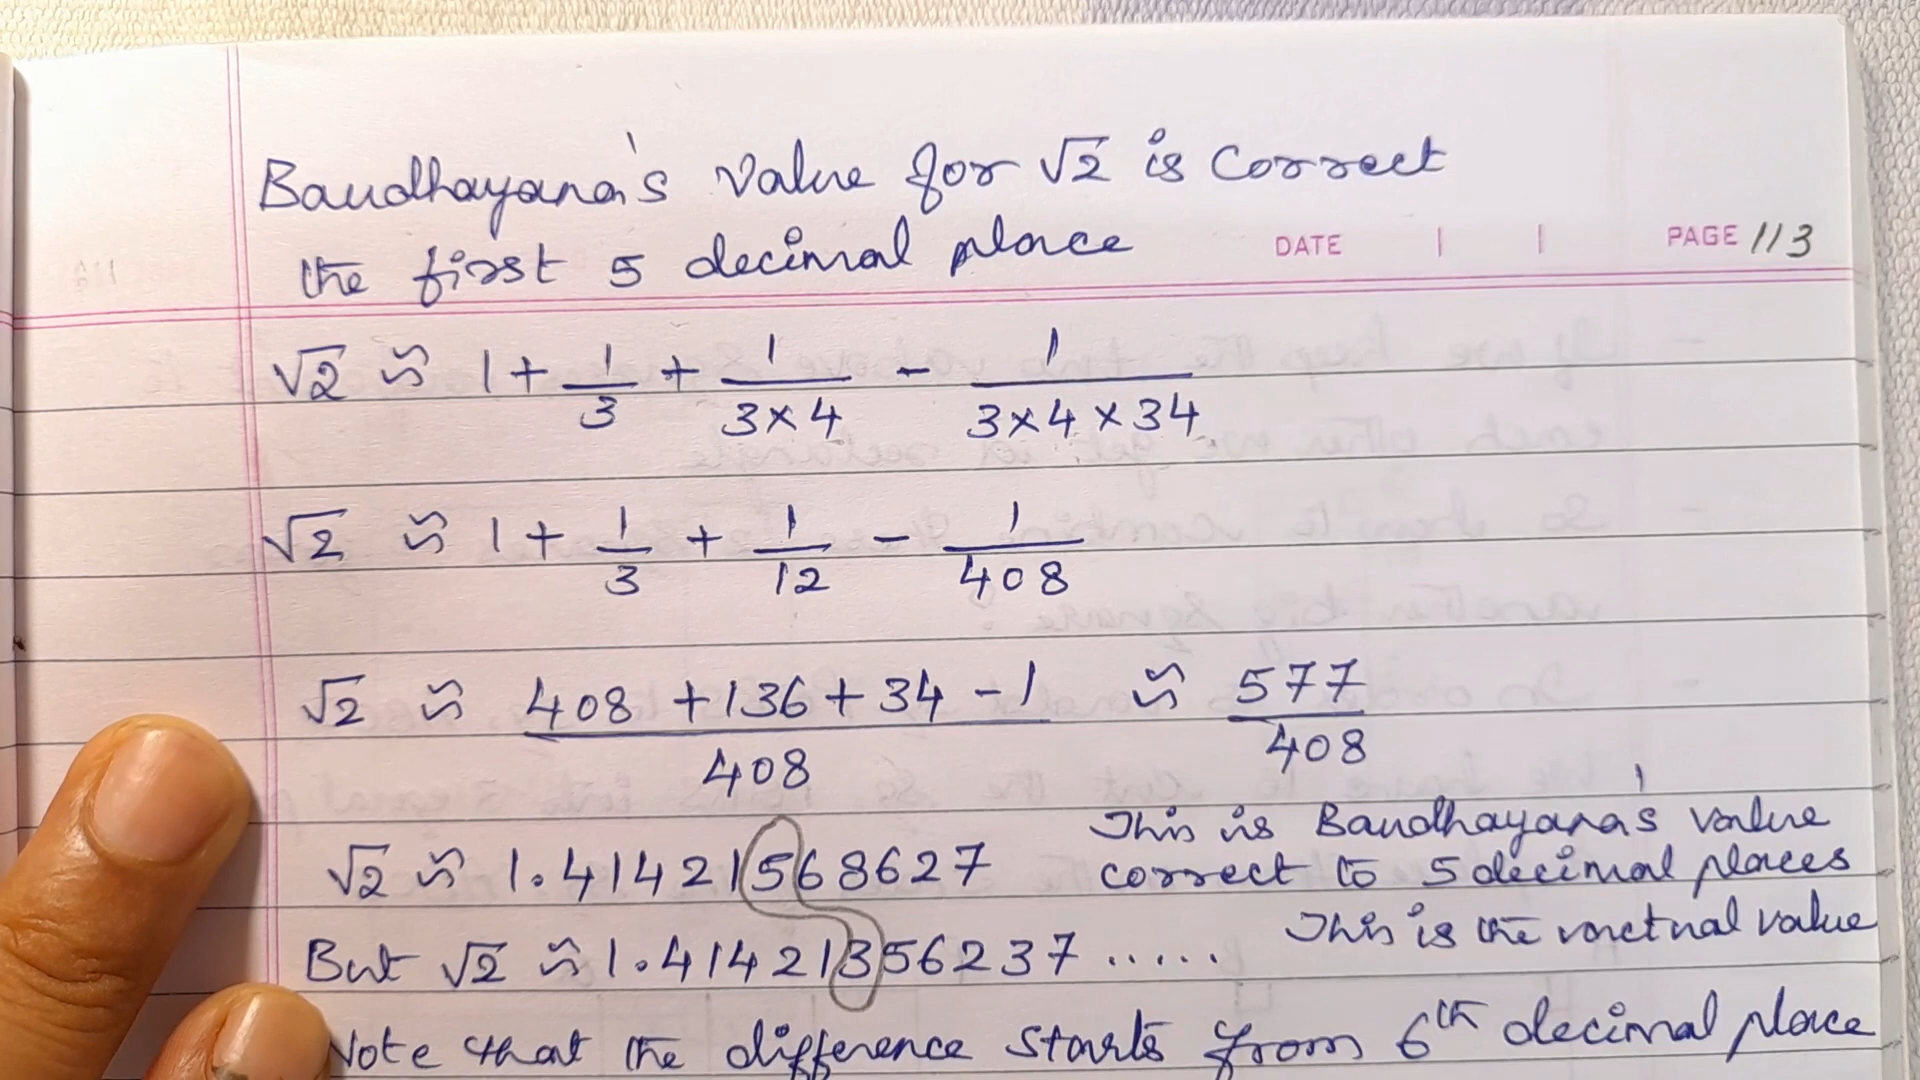 Baudhayana's value for √2 is correct
the first 5 decimal place
DATE | | PAGE 113
√2 ≈ 1 + 1/3 + 1/(3×4) - 1/(3×4×34)
√2 ≈ 1 + 1/3 + 1/12 - 1/408
√2 ≈ (408 + 136 + 34 - 1)/408 ≈ 577/408
This is Baudhayana's value
√2 ≈ 1.41421568627 correct to 5 decimal places
But √2 ≈ 1.41421356237 ..... This is the actual value
Note that the difference starts from 6th decimal place